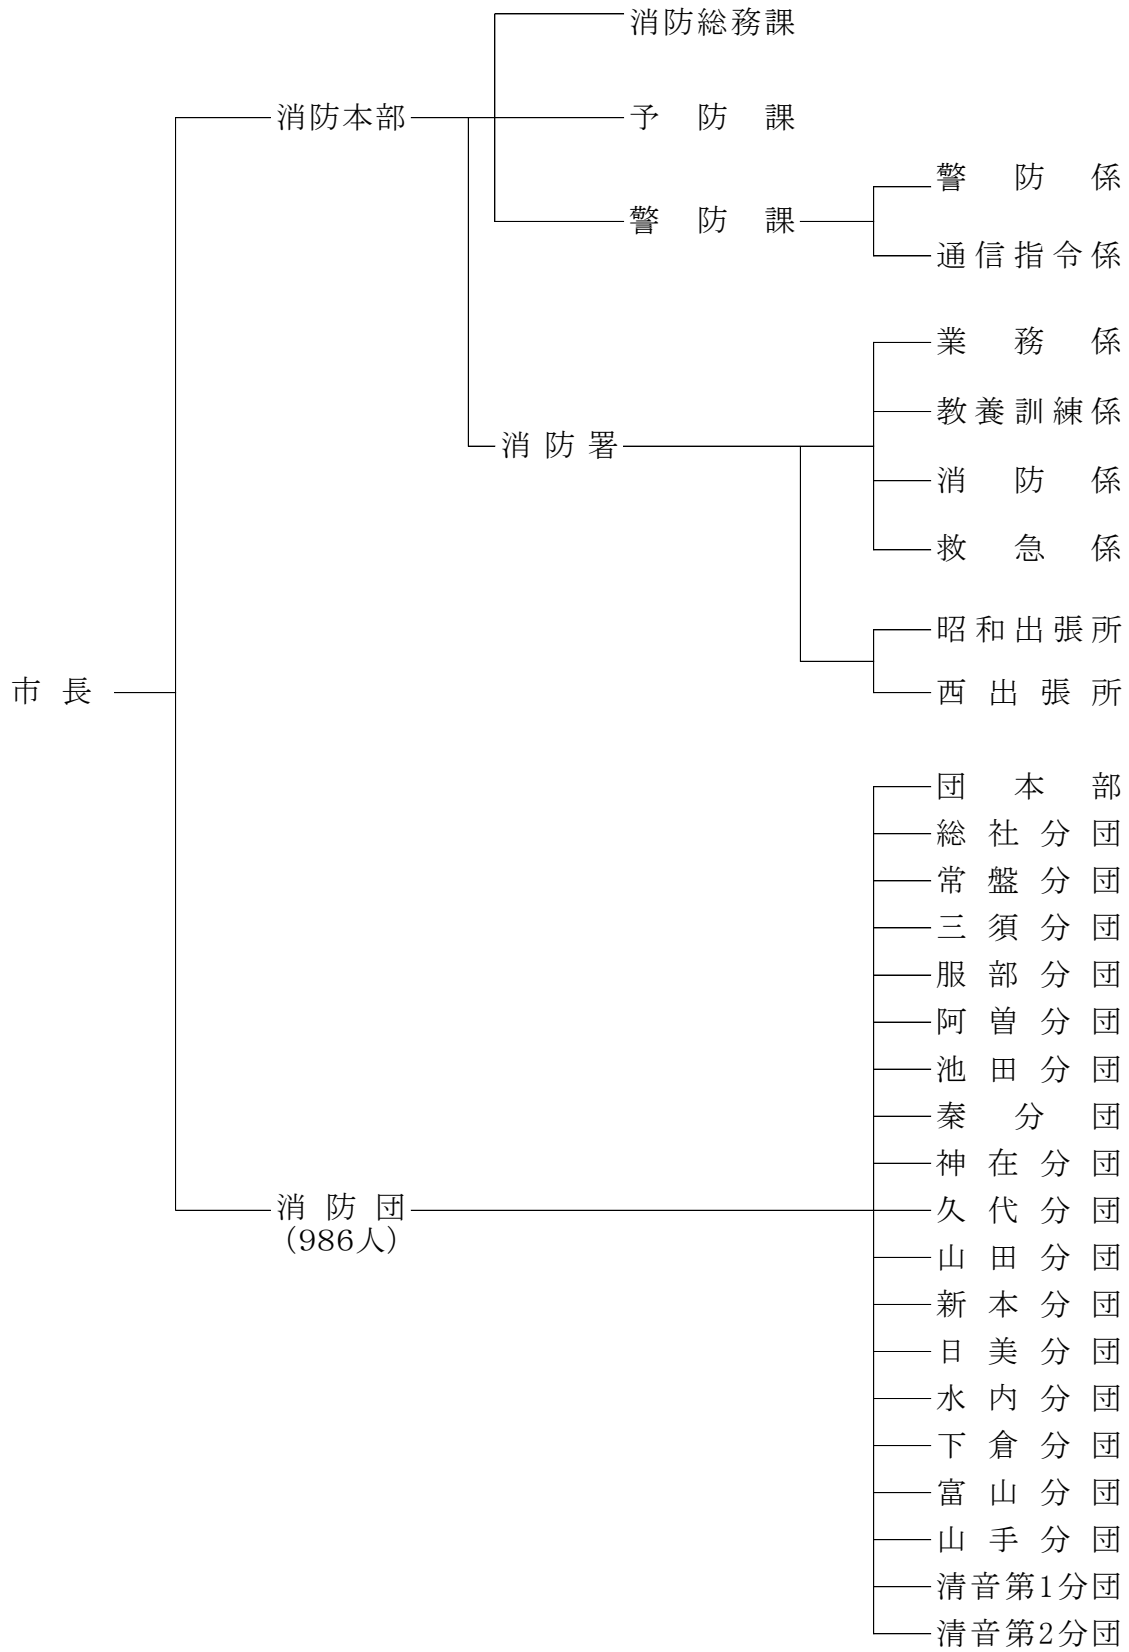 消防総務課
消防本部
予防課
警防係
警防課
通信指令係
業務係
教養訓練係
消防署
消防係
救急係
昭和出張所
市長
西出張所
団本部
総社分団
常盤分団
三須分団
服部分団
阿曽分団
池田分団
秦分団
神在分団
消防団
(986人)
久代分団
山田分団
新本分団
日美分団
水内分団
下倉分団
富山分団
山手分団
清音第1分団
清音第2分団